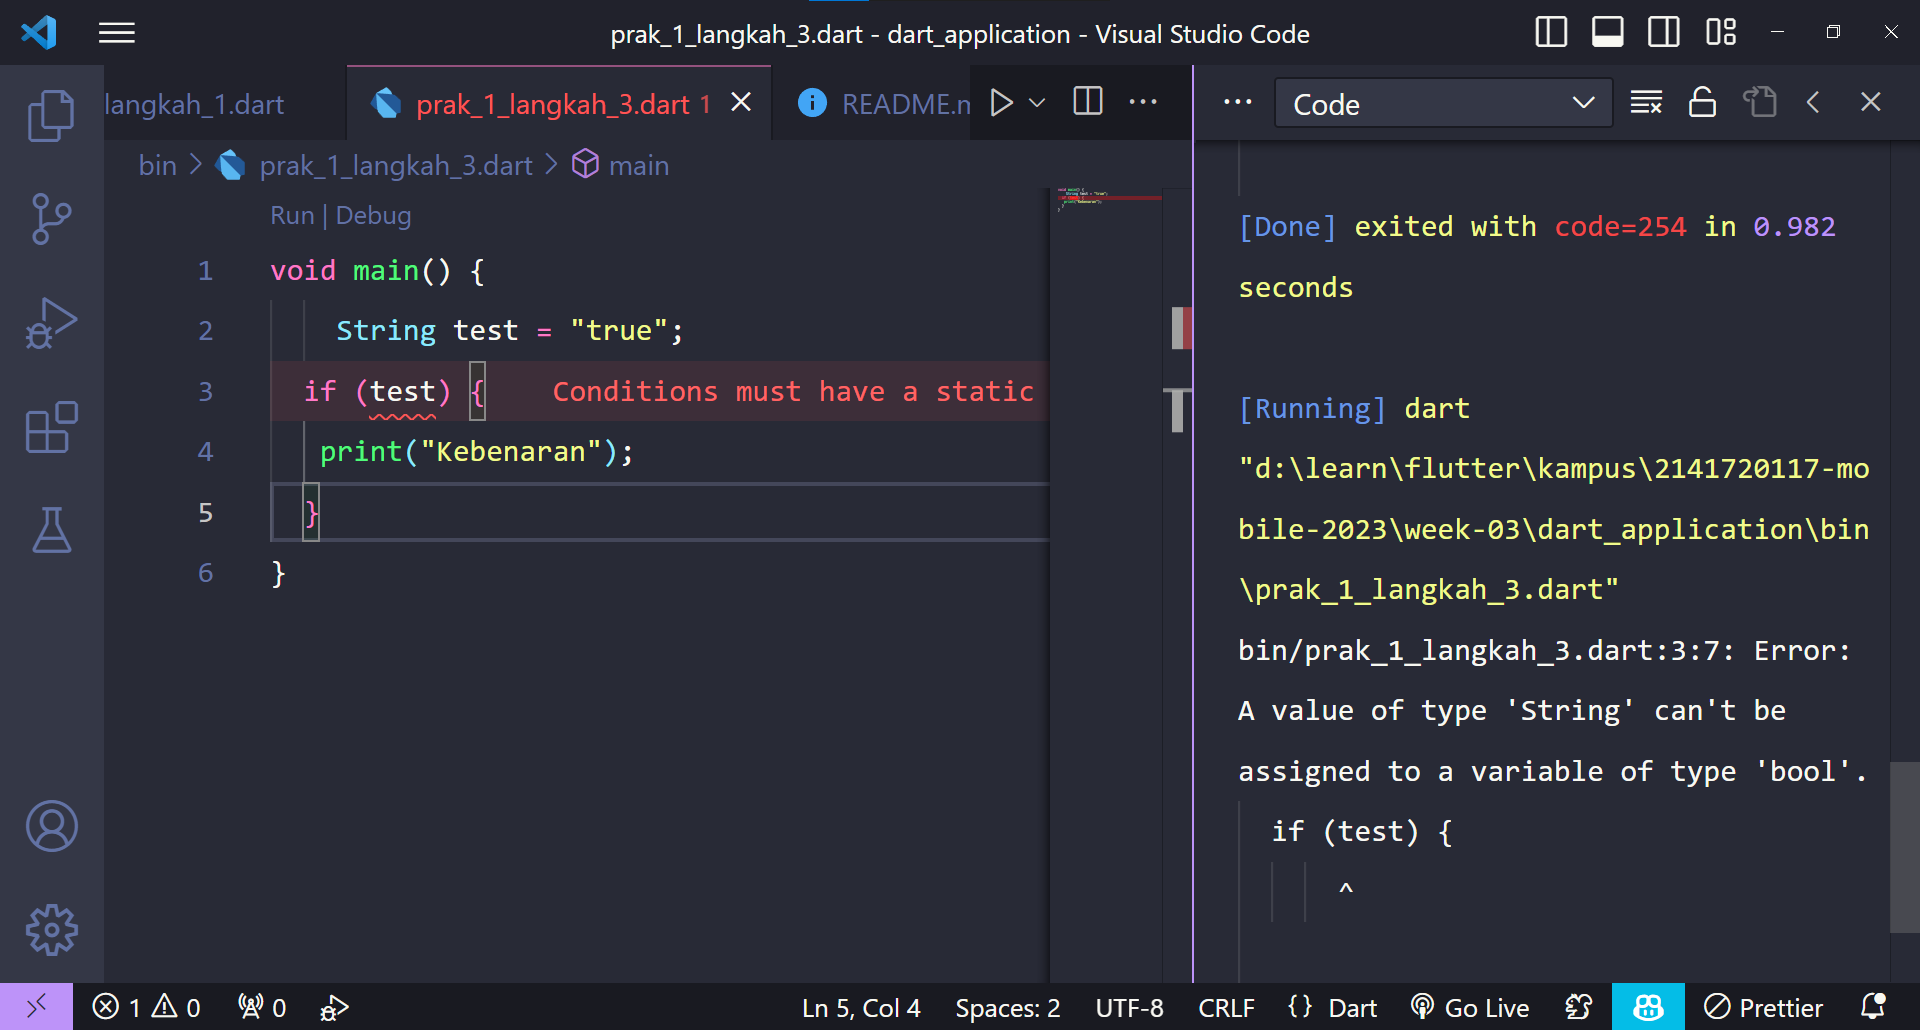 prak_1_langkah_3.dart - dart_application - Visual Studio Code
langkah_1.dart
prak_1_langkah_3.dart 1
README.m
bin > prak_1_langkah_3.dart > main
Run | Debug
1 void main() {
2 String test = "true";
3 if (test) { Conditions must have a static
4 print("Kebenaran");
5 }
6 }
Code
[Done] exited with code=254 in 0.982
seconds
[Running] dart
"d:\learn\flutter\kampus\2141720117-mo
bile-2023\week-03\dart_application\bin
\prak_1_langkah_3.dart"
bin/prak_1_langkah_3.dart:3:7: Error:
A value of type 'String' can't be
assigned to a variable of type 'bool'.
if (test) {
^
1 0 0 Ln 5, Col 4 Spaces: 2 UTF-8 CRLF {} Dart Go Live Prettier